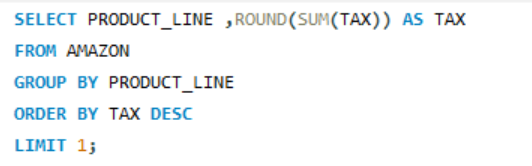 SELECT PRODUCT_LINE ,ROUND(SUM(TAX)) AS TAX
FROM AMAZON
GROUP BY PRODUCT_LINE
ORDER BY TAX DESC
LIMIT 1;